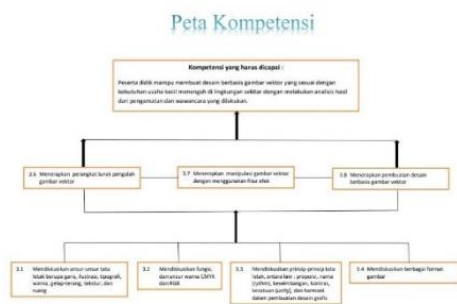 Peta Kompetensi
Kompetensi yang harus dicapai :
Peserta didik mampu membuat desain berbasis gambar vektor yang sesuai dengan
kebutuhan usaha kecil menengah di lingkungan sekitar dengan melakukan analisis hasil
dari pengamatan dan wawancara yang dilakukan.
3.6 Menerapkan perangkat lunak pengolah
gambar vektor
3.7 Menerapkan manipulasi gambar vektor
dengan menggunakan fitur efek
3.8 Menerapkan pembuatan desain
berbasis gambar vektor
3.1 Mendiskusikan unsur-unsur tata
letak berupa garis, ilustrasi, tipografi,
warna, gelap-terang, tekstur, dan
ruang
3.2 Mendiskusikan fungsi,
dan unsur warna CMYK
dan RGB
3.3 Mendiskusikan prinsip-prinsip tata
letak, antara lain : proporsi, irama
(rythm), keseimbangan, kontras,
kesatuan (unity), dan harmoni
dalam pembuatan desain grafis
3.4 Mendiskusikan berbagai format
gambar